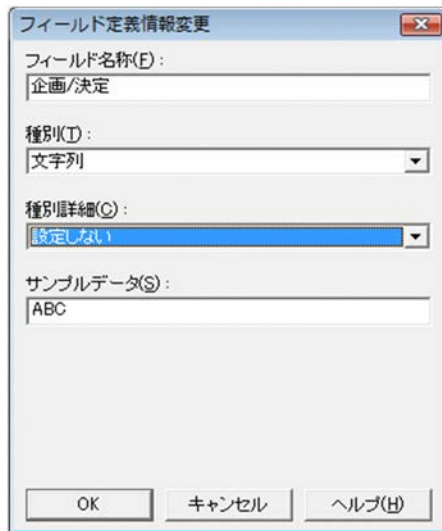 フィールド定義情報変更
フィールド名称(F):
企画/決定
種別(T):
文字列
種別詳細(C):
設定しない
サンプルデータ(S):
ABC
OK キャンセル ヘルプ(H)